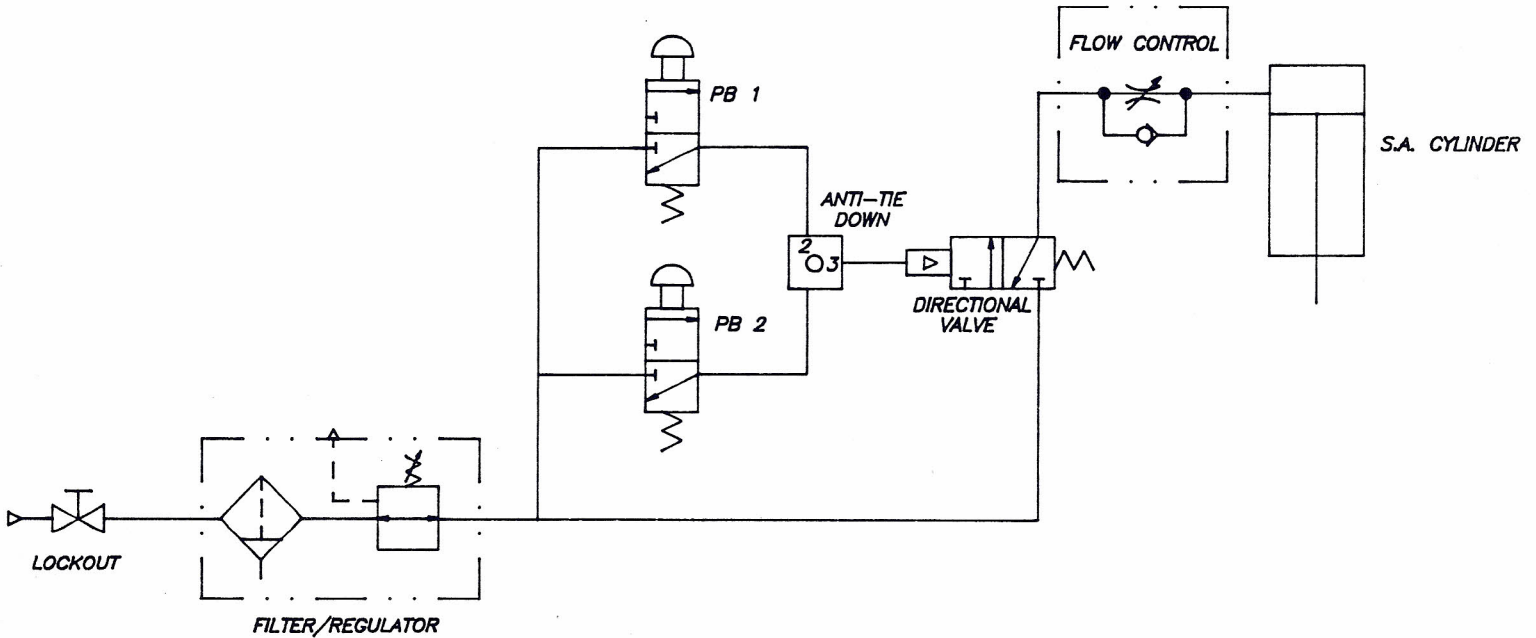 FLOW CONTROL
PB 1
S.A. CYLINDER
ANTI-TIE
DOWN
2
3
PB 2
DIRECTIONAL
VALVE
LOCKOUT
FILTER/REGULATOR